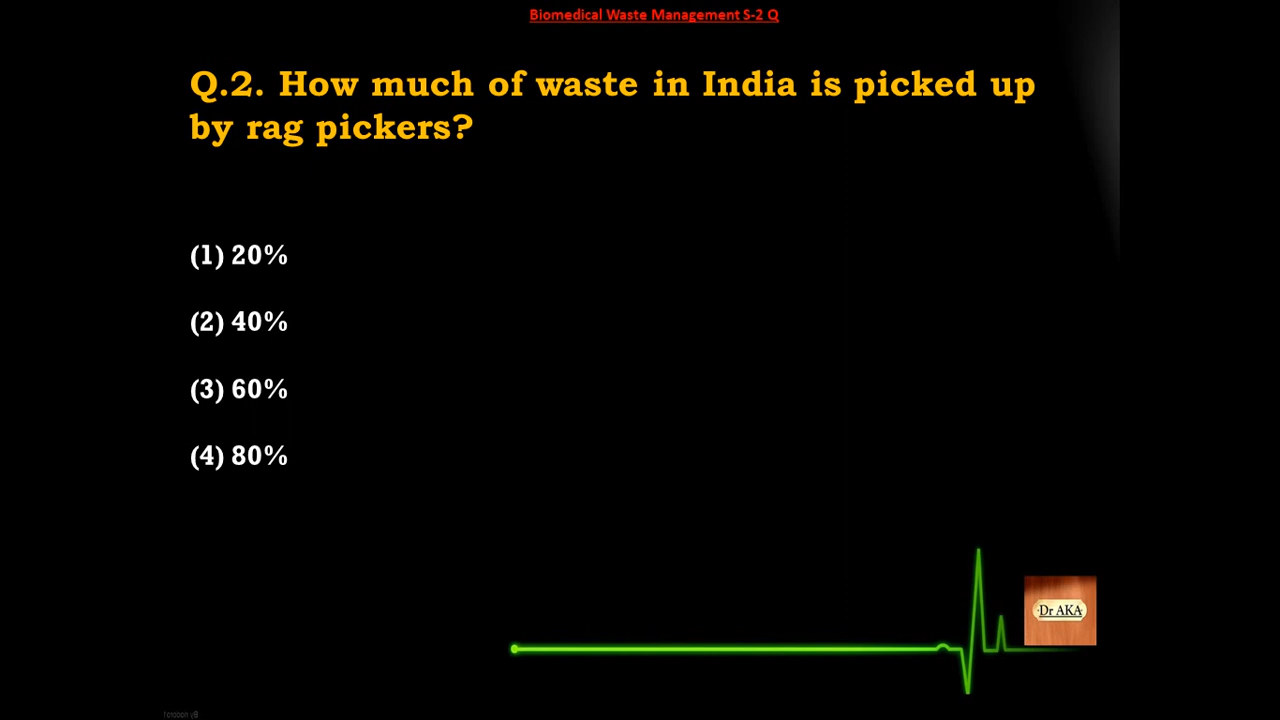 Biomedical Waste Management S-2 Q
Q.2. How much of waste in India is picked up
by rag pickers?
(1) 20%
(2) 40%
(3) 60%
(4) 80%
Dr AKA